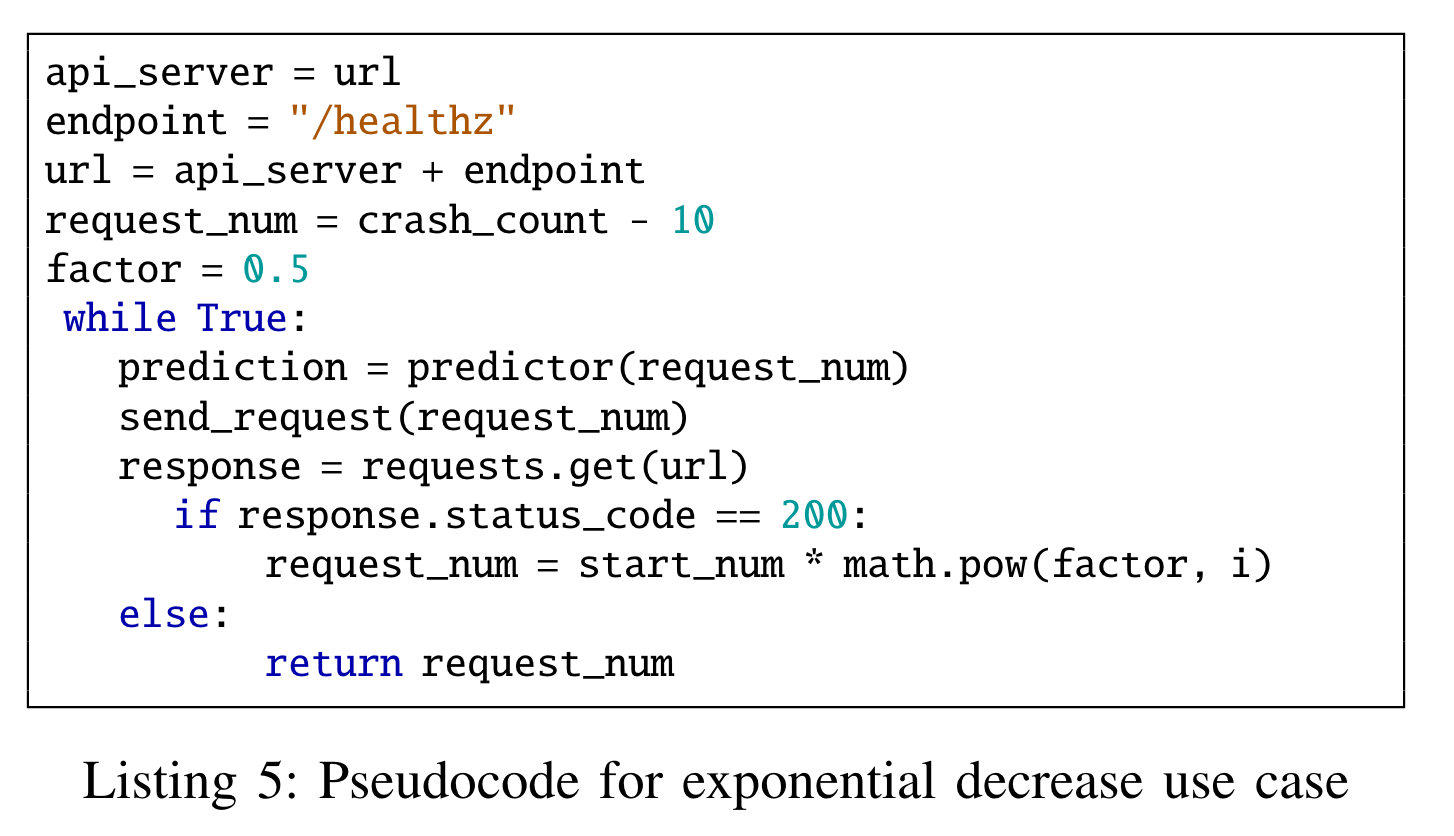 api_server = url
endpoint = "/healthz"
url = api_server + endpoint
request_num = crash_count - 10
factor = 0.5
while True:
prediction = predictor(request_num)
send_request(request_num)
response = requests.get(url)
if response.status_code == 200:
request_num = start_num * math.pow(factor, i)
else:
return request_num
Listing 5: Pseudocode for exponential decrease use case